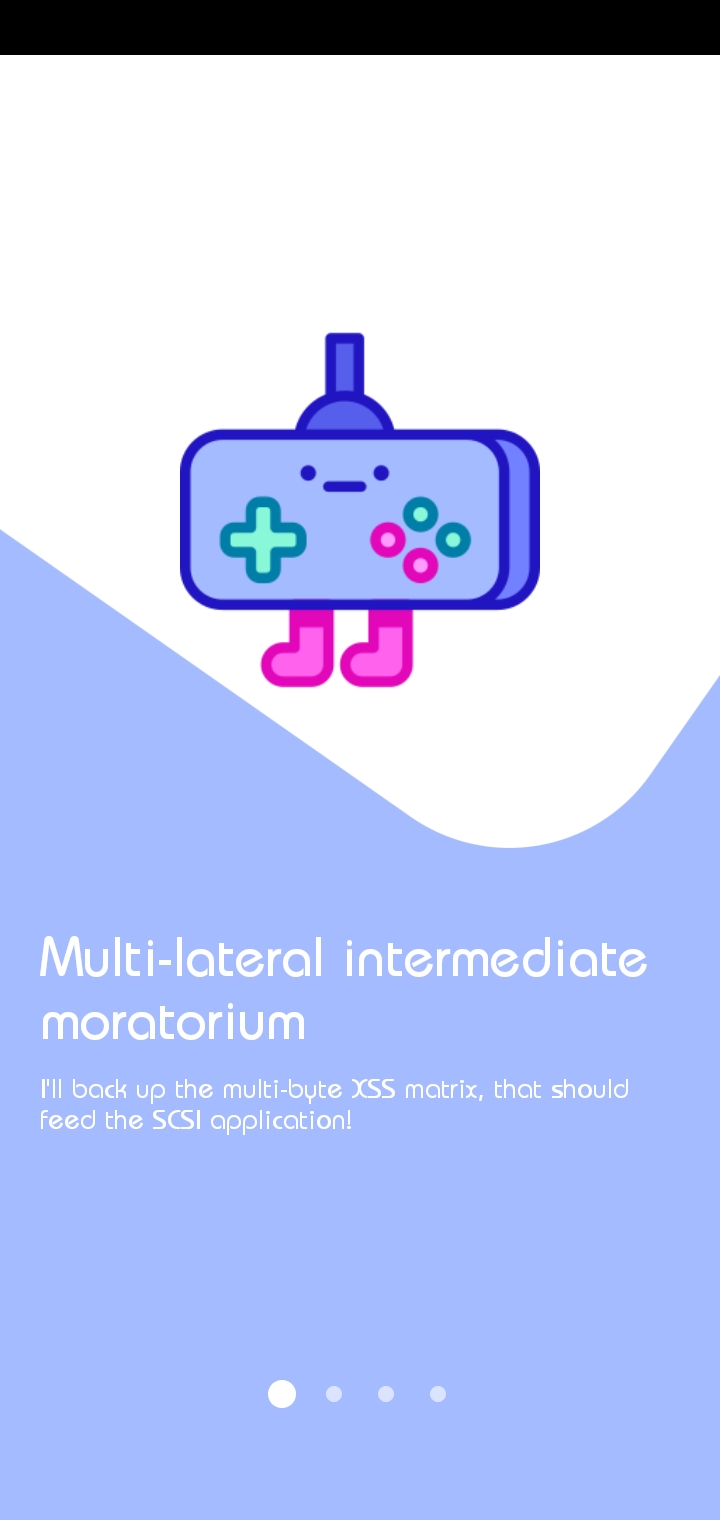 Multi-lateral intermediate
moratorium
I'll back up the multi-byte XSS matrix, that should
feed the SCSI application!